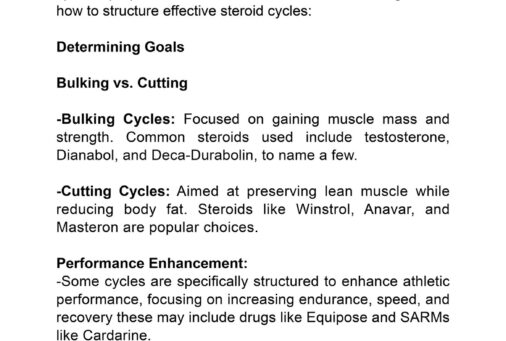 how to structure effective steroid cycles:
Determining Goals
Bulking vs. Cutting
-Bulking Cycles: Focused on gaining muscle mass and
strength. Common steroids used include testosterone,
Dianabol, and Deca-Durabolin, to name a few.
-Cutting Cycles: Aimed at preserving lean muscle while
reducing body fat. Steroids like Winstrol, Anavar, and
Masteron are popular choices.
Performance Enhancement:
-Some cycles are specifically structured to enhance athletic
performance, focusing on increasing endurance, speed, and
recovery these may include drugs like Equipose and SARMs
like Cardarine.